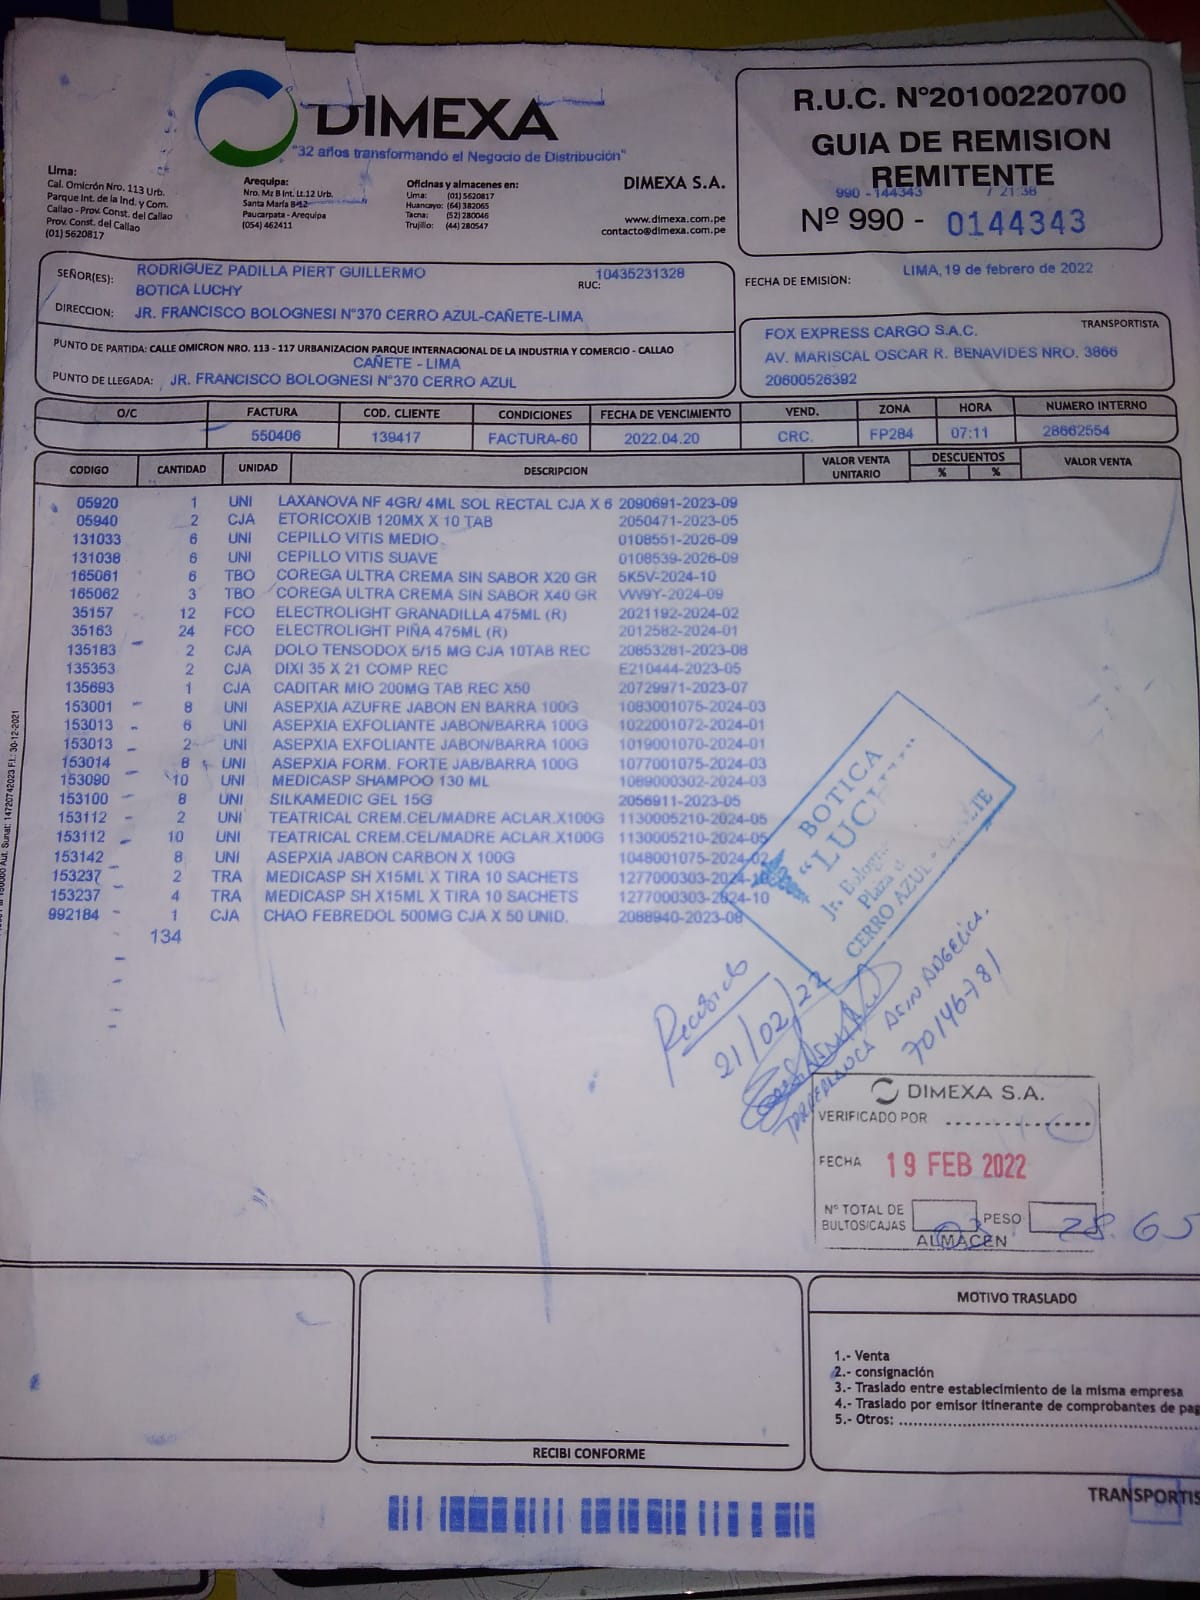 DIMEXA
"32 años transformando el Negocio de Distribución"
Lima:
Cal. Omicrón Nro. 113 Urb.
Parque Int. de la Ind. y Com.
Callao - Prov. Const. del Callao
Prov. Const. del Callao
(01) 5620817
Arequipa:
Nro. Mz B Int. Lt.12 Urb.
Santa María B-12
Paucarpata - Arequipa
(054) 462411
Oficinas y almacenes en:
Lima: (01) 5620817
Huancayo: (64) 382065
Tacna: (52) 280046
Trujillo: (44) 280547
DIMEXA S.A.
www.dimexa.com.pe
contacto@dimexa.com.pe
R.U.C. N°20100220700
GUIA DE REMISION
REMITENTE
990 - 144343 / 21:38
Nº 990 - 0144343
SEÑOR(ES): RODRIGUEZ PADILLA PIERT GUILLERMO RUC: 10435231328
BOTICA LUCHY
DIRECCION: JR. FRANCISCO BOLOGNESI N°370 CERRO AZUL-CAÑETE-LIMA
FECHA DE EMISION: LIMA, 19 de febrero de 2022
PUNTO DE PARTIDA: CALLE OMICRON NRO. 113 - 117 URBANIZACION PARQUE INTERNACIONAL DE LA INDUSTRIA Y COMERCIO - CALLAO
CAÑETE - LIMA
PUNTO DE LLEGADA: JR. FRANCISCO BOLOGNESI N°370 CERRO AZUL
TRANSPORTISTA
FOX EXPRESS CARGO S.A.C.
AV. MARISCAL OSCAR R. BENAVIDES NRO. 3866
20600526392
O/C FACTURA COD. CLIENTE CONDICIONES FECHA DE VENCIMIENTO VEND. ZONA HORA NUMERO INTERNO
550406 139417 FACTURA-60 2022.04.20 CRC. FP284 07:11 28662554
CODIGO CANTIDAD UNIDAD DESCRIPCION VALOR VENTA UNITARIO DESCUENTOS % % VALOR VENTA
05920 1 UNI LAXANOVA NF 4GR/ 4ML SOL RECTAL CJA X 6 2090691-2023-09
05940 2 CJA ETORICOXIB 120MX X 10 TAB 2050471-2023-05
131033 6 UNI CEPILLO VITIS MEDIO 0108551-2026-09
131038 6 UNI CEPILLO VITIS SUAVE 0108539-2026-09
165061 6 TBO COREGA ULTRA CREMA SIN SABOR X20 GR 5K5V-2024-10
165062 3 TBO COREGA ULTRA CREMA SIN SABOR X40 GR VW9Y-2024-09
35157 12 FCO ELECTROLIGHT GRANADILLA 475ML (R) 2021192-2024-02
35163 24 FCO ELECTROLIGHT PIÑA 475ML (R) 2012582-2024-01
135183 2 CJA DOLO TENSODOX 5/15 MG CJA 10TAB REC 20853281-2023-08
135353 2 CJA DIXI 35 X 21 COMP REC E210444-2023-05
135693 1 CJA CADITAR MIO 200MG TAB REC X50 20729971-2023-07
153001 8 UNI ASEPXIA AZUFRE JABON EN BARRA 100G 1083001075-2024-03
153013 6 UNI ASEPXIA EXFOLIANTE JABON/BARRA 100G 1022001072-2024-01
153013 2 UNI ASEPXIA EXFOLIANTE JABON/BARRA 100G 1019001070-2024-01
153014 8 UNI ASEPXIA FORM. FORTE JAB/BARRA 100G 1077001075-2024-03
153090 10 UNI MEDICASP SHAMPOO 130 ML 1089000302-2024-03
153100 8 UNI SILKAMEDIC GEL 15G 2056911-2023-05
153112 2 UNI TEATRICAL CREM.CEL/MADRE ACLAR.X100G 1130005210-2024-05
153112 10 UNI TEATRICAL CREM.CEL/MADRE ACLAR.X100G 1130005210-2024-05
153142 8 UNI ASEPXIA JABON CARBON X 100G 1048001075-2024-02
153237 2 TRA MEDICASP SH X15ML X TIRA 10 SACHETS 1277000303-2024-10
153237 4 TRA MEDICASP SH X15ML X TIRA 10 SACHETS 1277000303-2024-10
992184 1 CJA CHAO FEBREDOL 500MG CJA X 50 UNID. 2088940-2023-08
134
BOTICA
Plaza
CERRO AZUL
Recibido
21/02/22
TORREBLANCA ANGELICA.
70146781
DIMEXA S.A.
VERIFICADO POR
FECHA 19 FEB 2022
N° TOTAL DE BULTOS/CAJAS 03 PESO 28.65
ALMACEN
RECIBI CONFORME
MOTIVO TRASLADO
1.- Venta
2.- consignación
3.- Traslado entre establecimiento de la misma empresa
4.- Traslado por emisor itinerante de comprobantes de pag
5.- Otros:
TRANSPORTIS